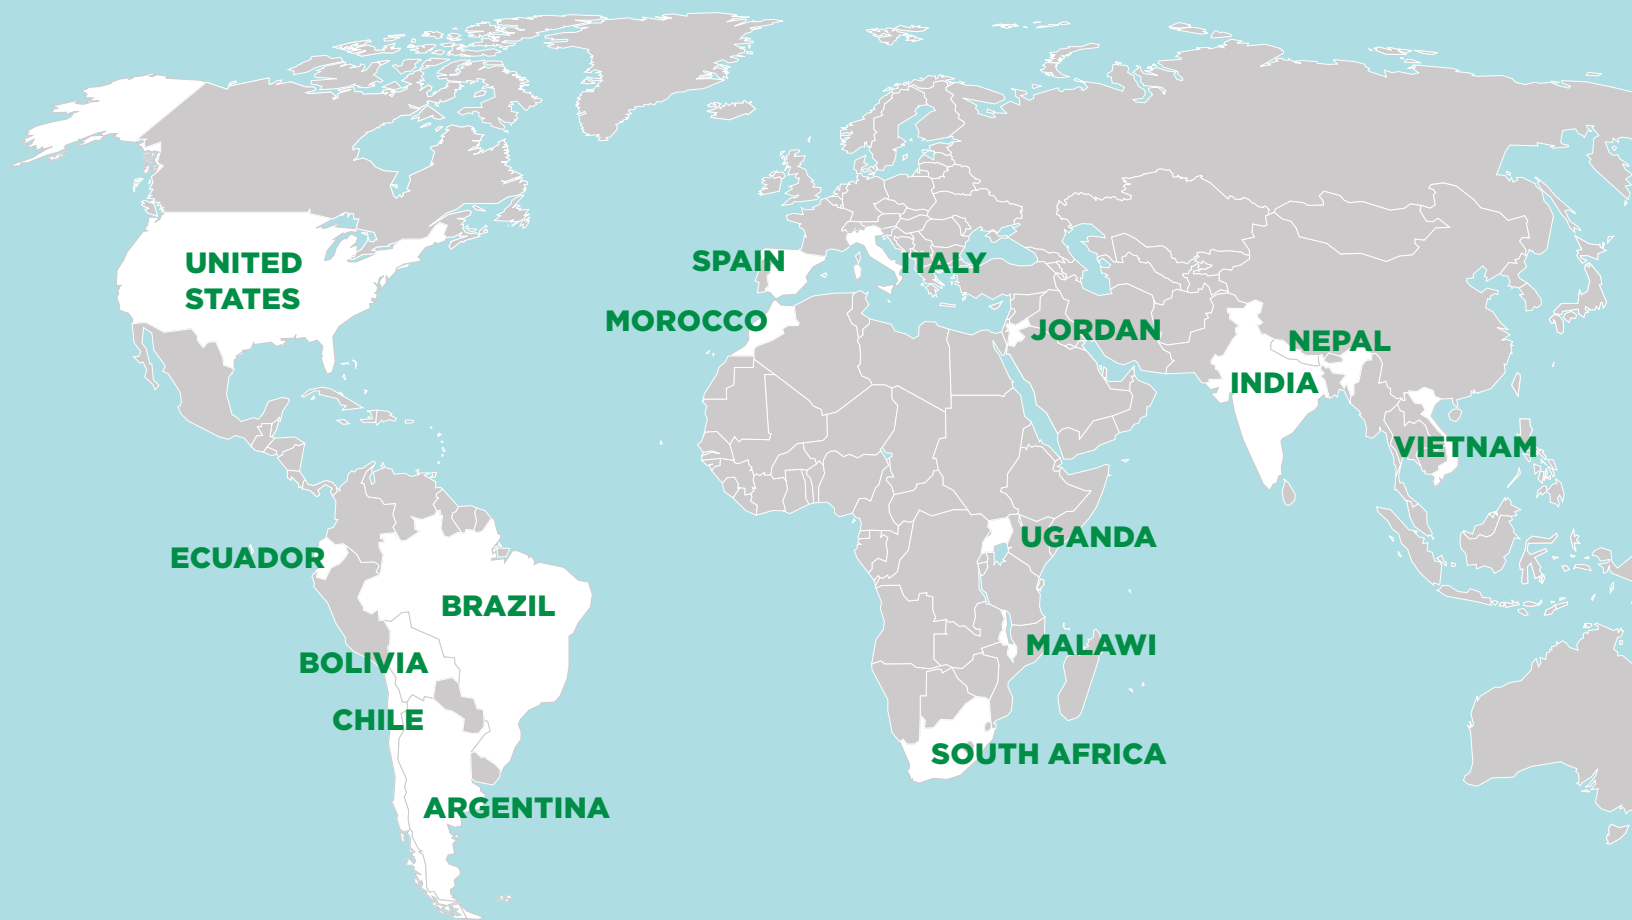 UNITED
STATES
SPAIN
ITALY
MOROCCO
JORDAN
NEPAL
INDIA
VIETNAM
UGANDA
ECUADOR
BRAZIL
MALAWI
BOLIVIA
CHILE
SOUTH AFRICA
ARGENTINA